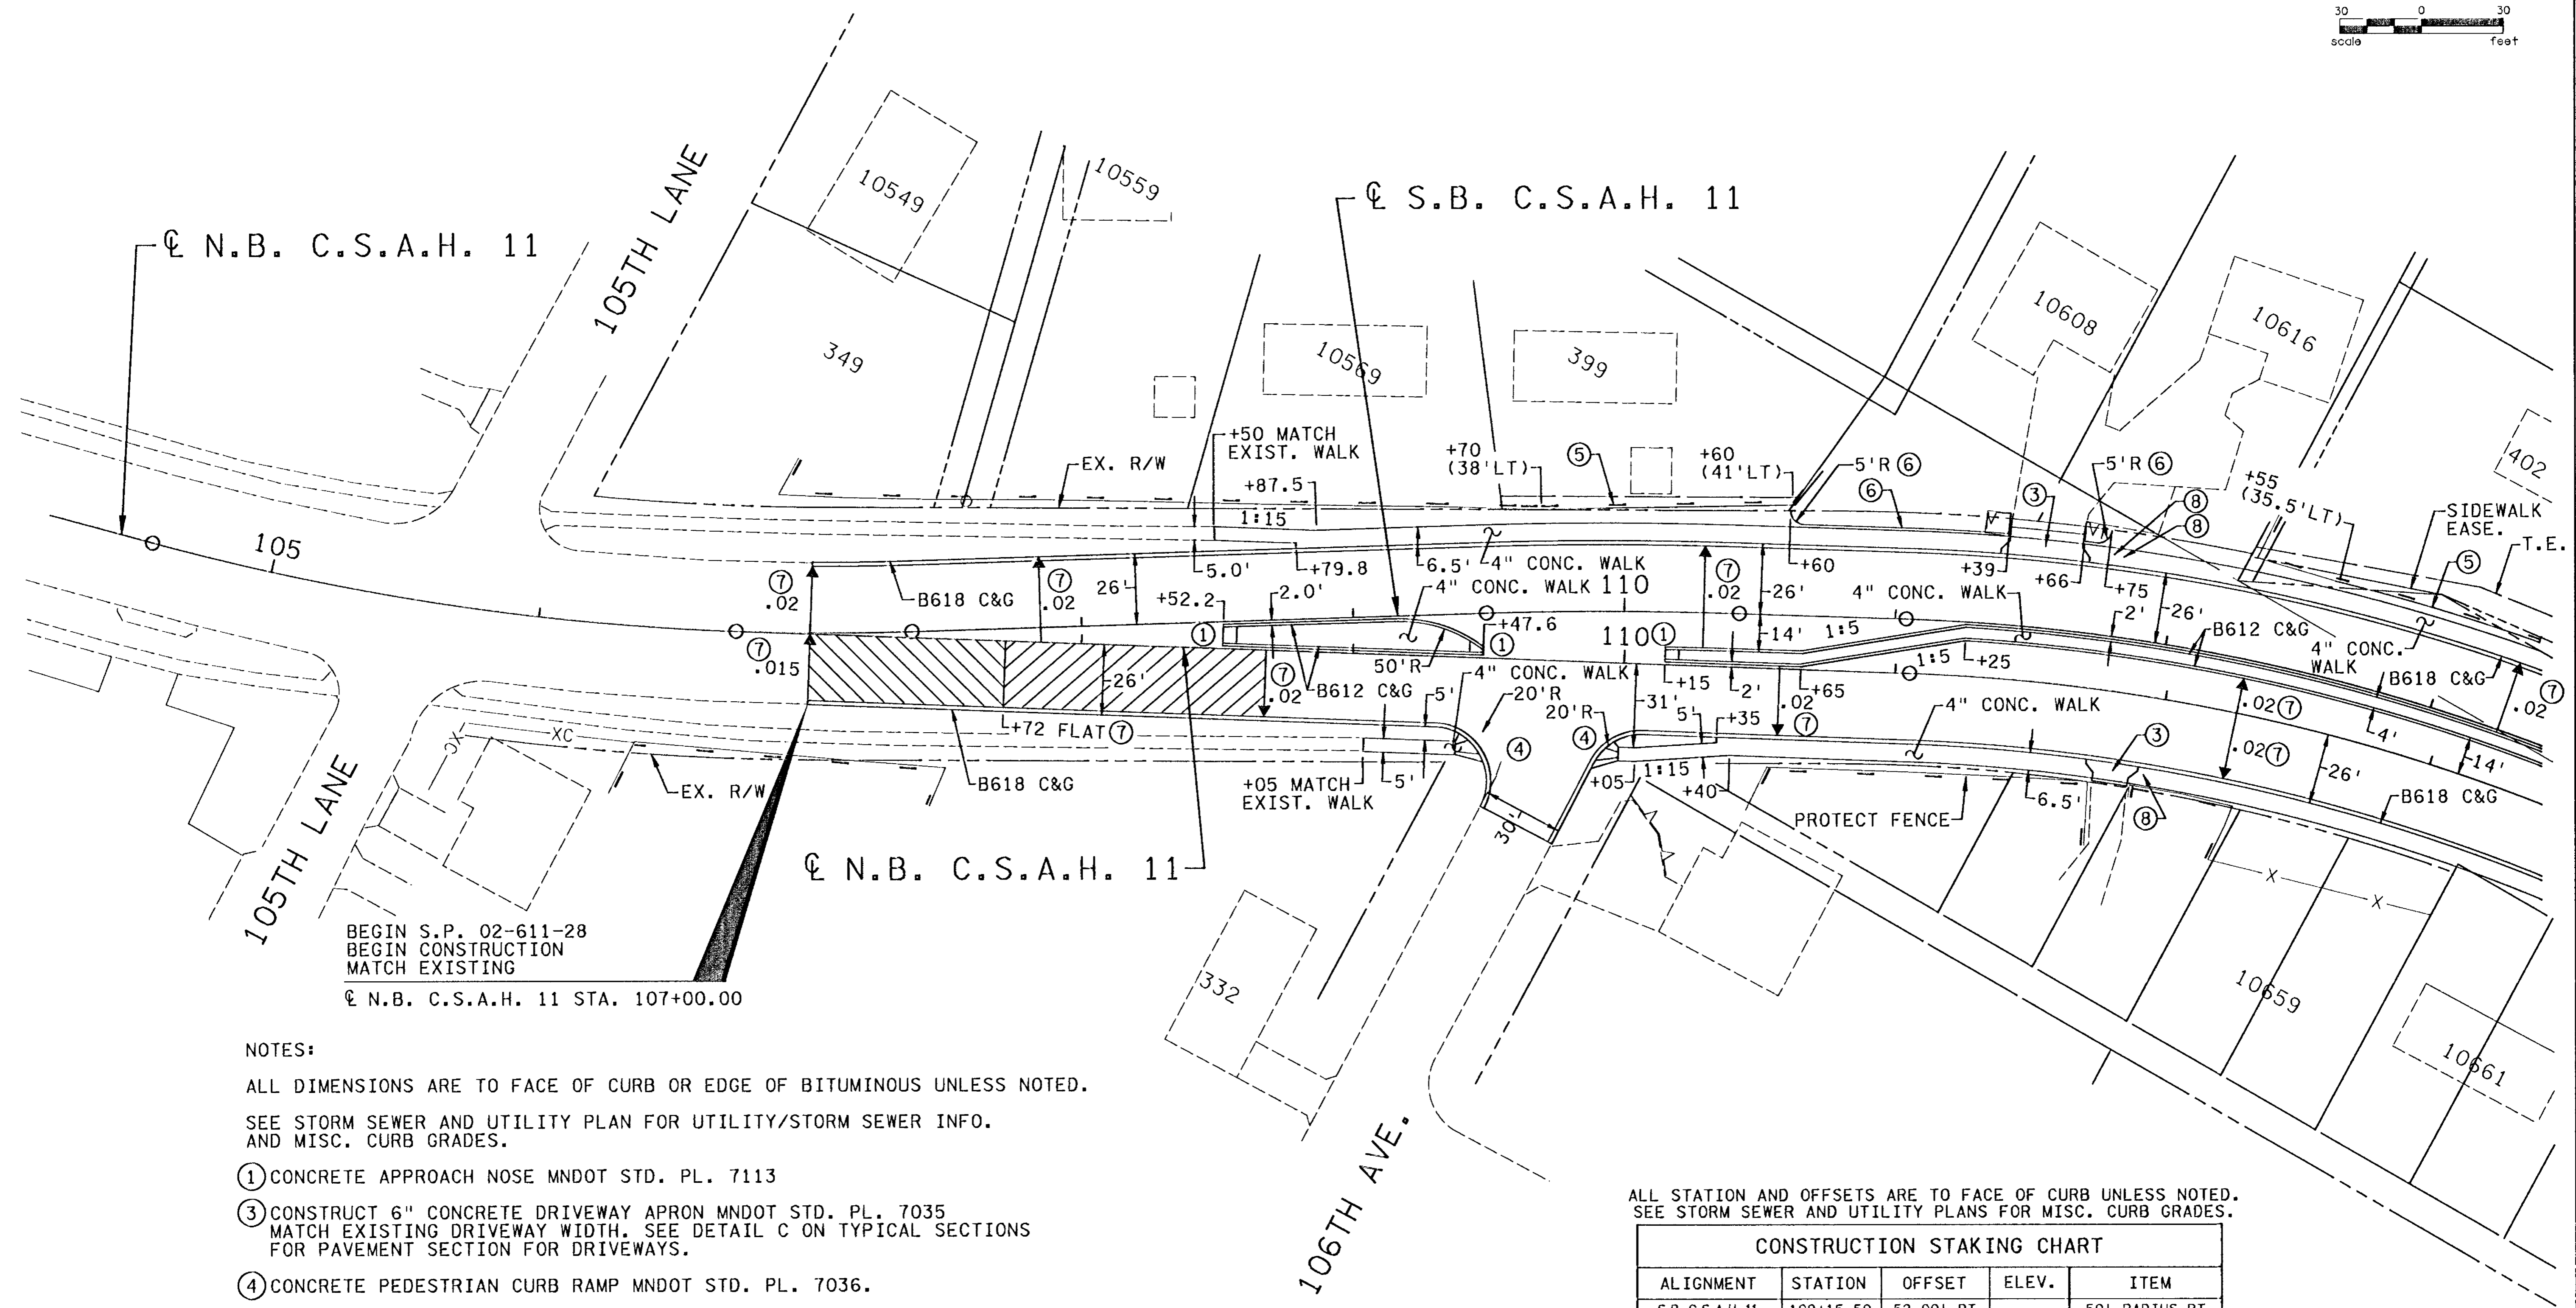 30 0 30
scale feet
℄ N.B. C.S.A.H. 11
105TH LANE
10549
10559
℄ S.B. C.S.A.H. 11
349
10569
399
10608
10616
402
EX. R/W
+50 MATCH
EXIST. WALK
+87.5
1:15
+70
(38'LT)
5
+60
(41'LT)
5'R 6
6
3
5'R 6
8
8
+55
(35.5'LT)
SIDEWALK
EASE.
T.E.
5
105
7
.02
B618 C&G
7
.02
26'
5.0'
+79.8
6.5'
4" CONC. WALK
4" CONC. WALK 110
+52.2
2.0'
1
7
.02
26'
+60
4" CONC. WALK
+39
+66
+75
2'
26'
B612 C&G
4" CONC.
WALK
B618 C&G
7
.02
7
.015
+47.6
1
110
1
14'
1:5
1:5
+25
50'R
4" CONC. WALK
B612 C&G
7
.02
26'
+72 FLAT 7
5'
20'R
20'R
31'
5'
+15
2'
+65
+35
.02
7
4" CONC. WALK
3
.02 7
.02 7
4'
14'
26'
B618 C&G
XC
XC
EX. R/W
B618 C&G
+05 MATCH
EXIST. WALK
5'
4
4
+05
1:15
+40
PROTECT FENCE
6.5'
8
30'
X
X
105TH LANE
℄ N.B. C.S.A.H. 11
BEGIN S.P. 02-611-28
BEGIN CONSTRUCTION
MATCH EXISTING
℄ N.B. C.S.A.H. 11 STA. 107+00.00
332
10659
10661
106TH AVE.
NOTES:
ALL DIMENSIONS ARE TO FACE OF CURB OR EDGE OF BITUMINOUS UNLESS NOTED.
SEE STORM SEWER AND UTILITY PLAN FOR UTILITY/STORM SEWER INFO.
AND MISC. CURB GRADES.
1 CONCRETE APPROACH NOSE MNDOT STD. PL. 7113
3 CONSTRUCT 6" CONCRETE DRIVEWAY APRON MNDOT STD. PL. 7035
MATCH EXISTING DRIVEWAY WIDTH. SEE DETAIL C ON TYPICAL SECTIONS
FOR PAVEMENT SECTION FOR DRIVEWAYS.
4 CONCRETE PEDESTRIAN CURB RAMP MNDOT STD. PL. 7036.
ALL STATION AND OFFSETS ARE TO FACE OF CURB UNLESS NOTED.
SEE STORM SEWER AND UTILITY PLANS FOR MISC. CURB GRADES.
CONSTRUCTION STAKING CHART
ALIGNMENT STATION OFFSET ELEV. ITEM